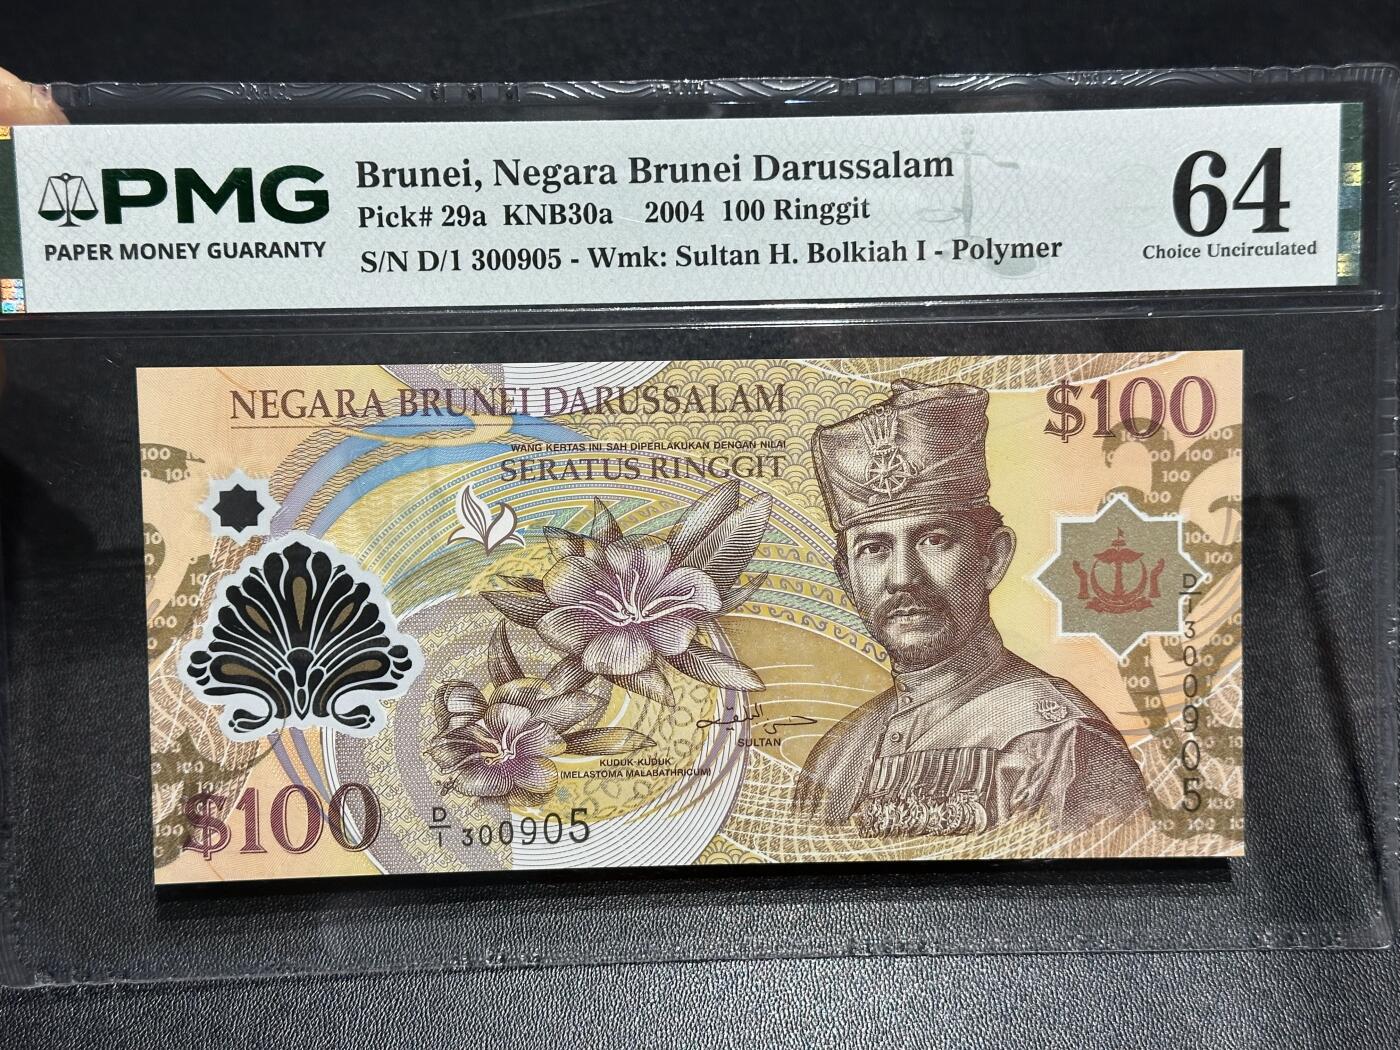 PMG
PAPER MONEY GUARANTY
Brunei, Negara Brunei Darussalam
Pick# 29a KNB30a 2004 100 Ringgit
S/N D/1 300905 - Wmk: Sultan H. Bolkiah I - Polymer
64
Choice Uncirculated
NEGARA BRUNEI DARUSSALAM
$100
WANG KERTAS INI SAH DIPERLAKUKAN DENGAN NILAI
SERATUS RINGGIT
SULTAN
KUDUK-KUDUK
(MELASTOMA MALABATHRICUM)
$100
D/1 300905
D/1 300905